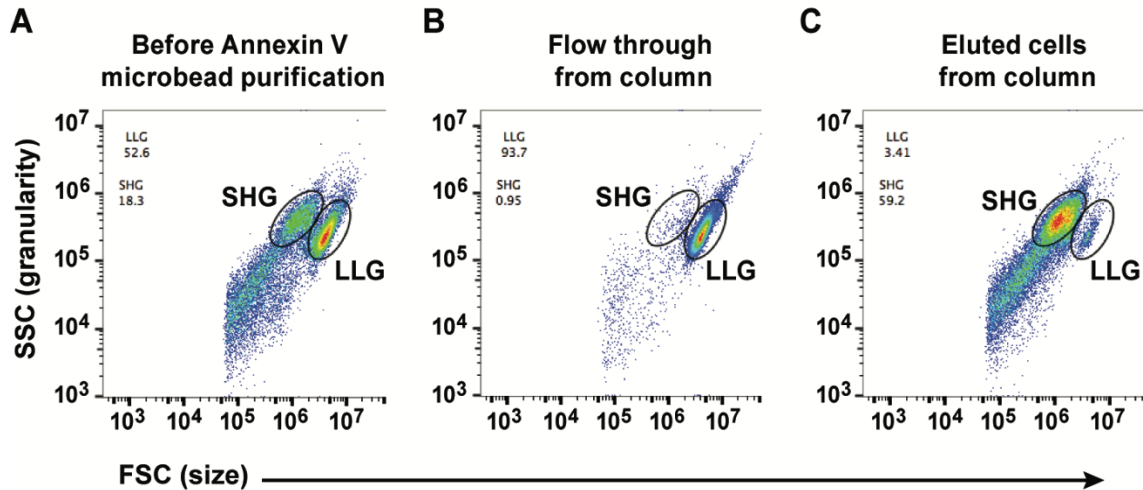 A
Before Annexin V
microbead purification
B
Flow through
from column
C
Eluted cells
from column
SSC (granularity)
10^7
10^6
10^5
10^4
10^3
LLG
52.6
SHG
18.3
SHG
LLG
10^3 10^4 10^5 10^6 10^7
10^7
10^6
10^5
10^4
10^3
LLG
93.7
SHG
0.95
SHG
LLG
10^3 10^4 10^5 10^6 10^7
10^7
10^6
10^5
10^4
10^3
LLG
3.41
SHG
59.2
SHG
LLG
10^3 10^4 10^5 10^6 10^7
FSC (size)